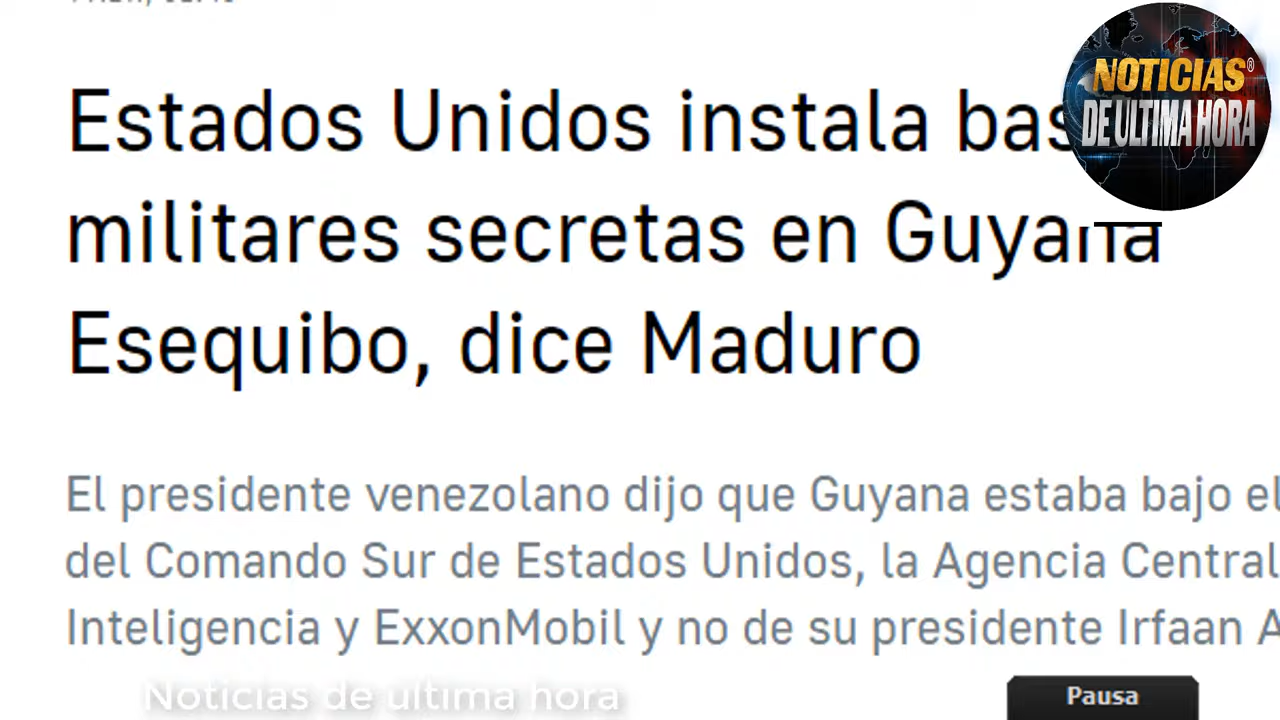 Estados Unidos instala
militares secretas en Guyana
Esequibo, dice Maduro
El presidente venezolano dijo que Guyana estaba bajo el
del Comando Sur de Estados Unidos, la Agencia Central
Inteligencia y ExxonMobil y no de su presidente Irfaan
NOTICIAS®
DE ULTIMA HORA
Noticias de ultima hora
Pausa